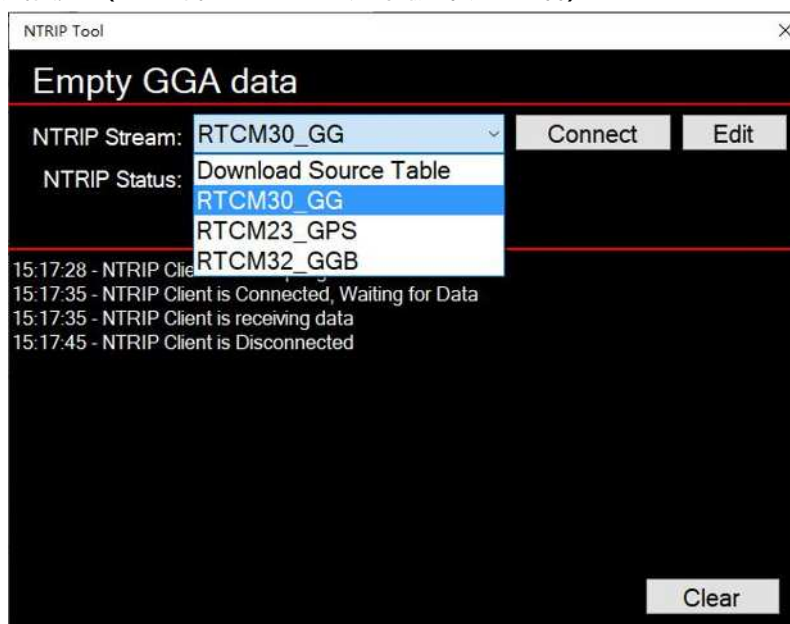 NTRIP Tool
Empty GGA data
NTRIP Stream: RTCM30_GG Connect Edit
NTRIP Status: Download Source Table
RTCM30_GG
RTCM23_GPS
RTCM32_GGB
15:17:28 - NTRIP Clie
15:17:35 - NTRIP Client is Connected, Waiting for Data
15:17:35 - NTRIP Client is receiving data
15:17:45 - NTRIP Client is Disconnected
Clear